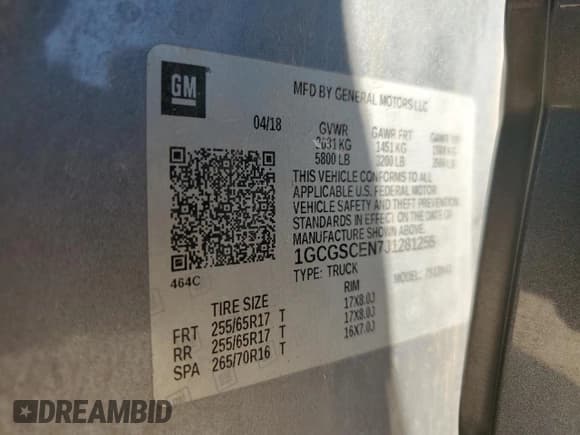 GM
MFD BY GENERAL MOTORS LLC
04/18
GVWR GAWR FRT
2631 KG 1451 KG
5800 LB 3200 LB
THIS VEHICLE CONFORMS TO ALL
APPLICABLE U.S. FEDERAL MOTOR
VEHICLE SAFETY AND THEFT PREVENTION
STANDARDS IN EFFECT ON THE DATE OF
MANUFACTURE SHOWN ABOVE.
1GCGSCEN7J1281255
464C
TYPE: TRUCK MODEL:
TIRE SIZE RIM
FRT 255/65R17 T 17X8.0J
RR 255/65R17 T 17X8.0J
SPA 265/70R16 T 16X7.0J
DREAMBID